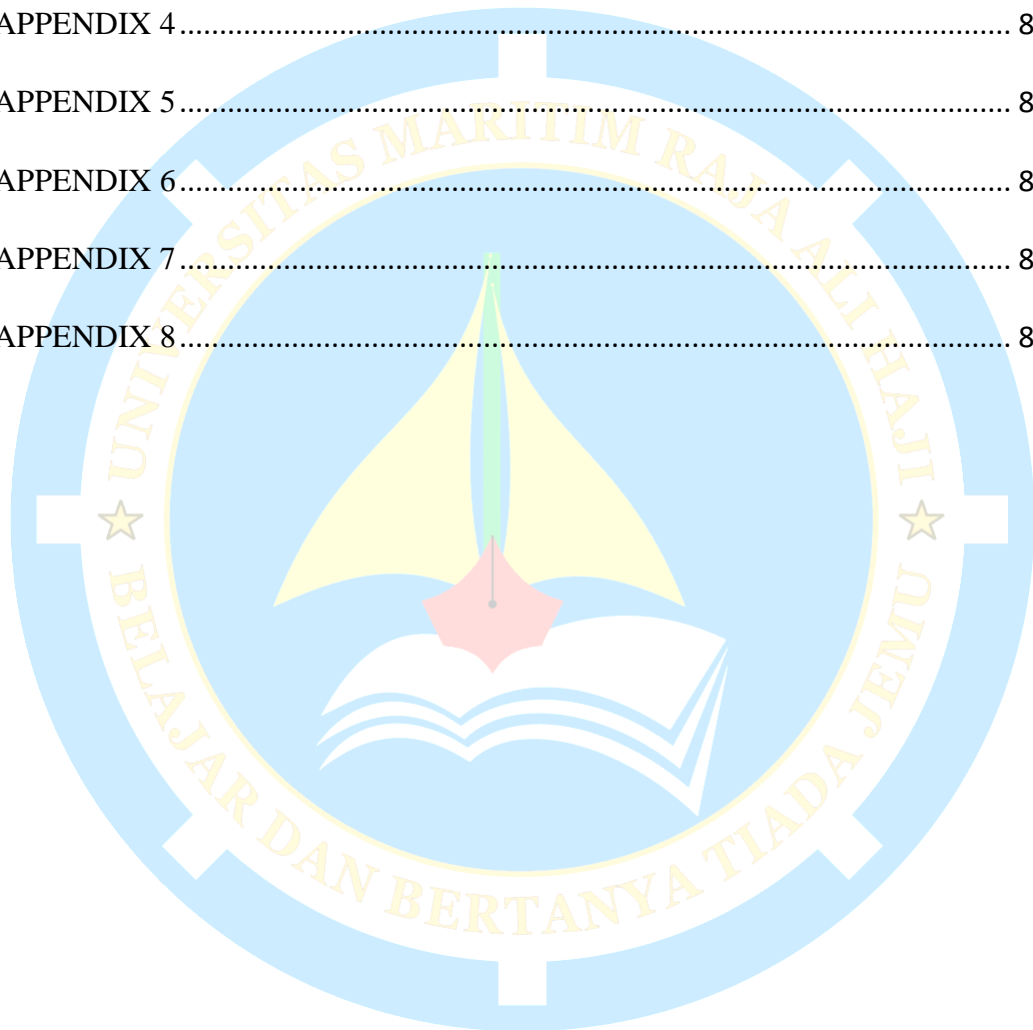 APPENDIX 4.......................................................................................................... 8
APPENDIX 5.......................................................................................................... 8
APPENDIX 6.......................................................................................................... 8
APPENDIX 7.......................................................................................................... 8
APPENDIX 8.......................................................................................................... 8
UNIVERSITAS MARITIM RAJA ALI HAJI
BELAJAR DAN BERTANYA TIADA JEMU